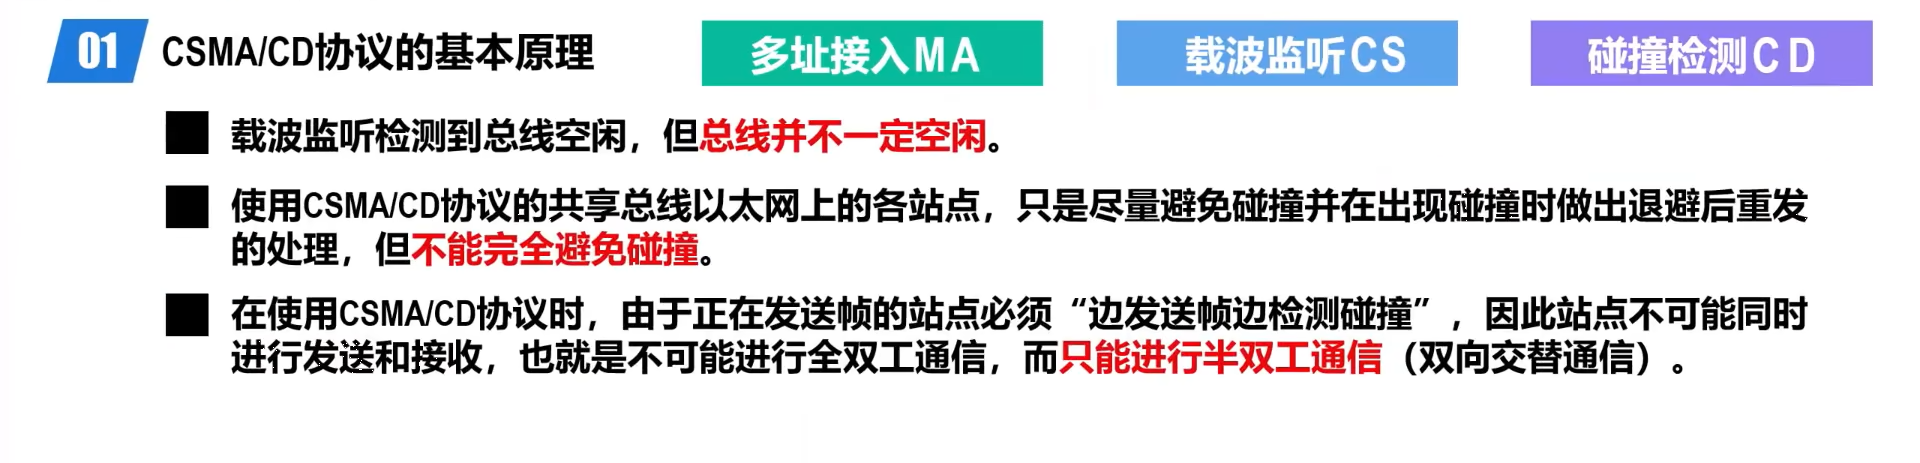 01 CSMA/CD协议的基本原理 多址接入MA 载波监听CS 碰撞检测CD
载波监听检测到总线空闲，但总线并不一定空闲。
使用CSMA/CD协议的共享总线以太网上的各站点，只是尽量避免碰撞并在出现碰撞时做出退避后重发
的处理，但不能完全避免碰撞。
在使用CSMA/CD协议时，由于正在发送帧的站点必须“边发送帧边检测碰撞”，因此站点不可能同时
进行发送和接收，也就是不可能进行全双工通信，而只能进行半双工通信（双向交替通信）。